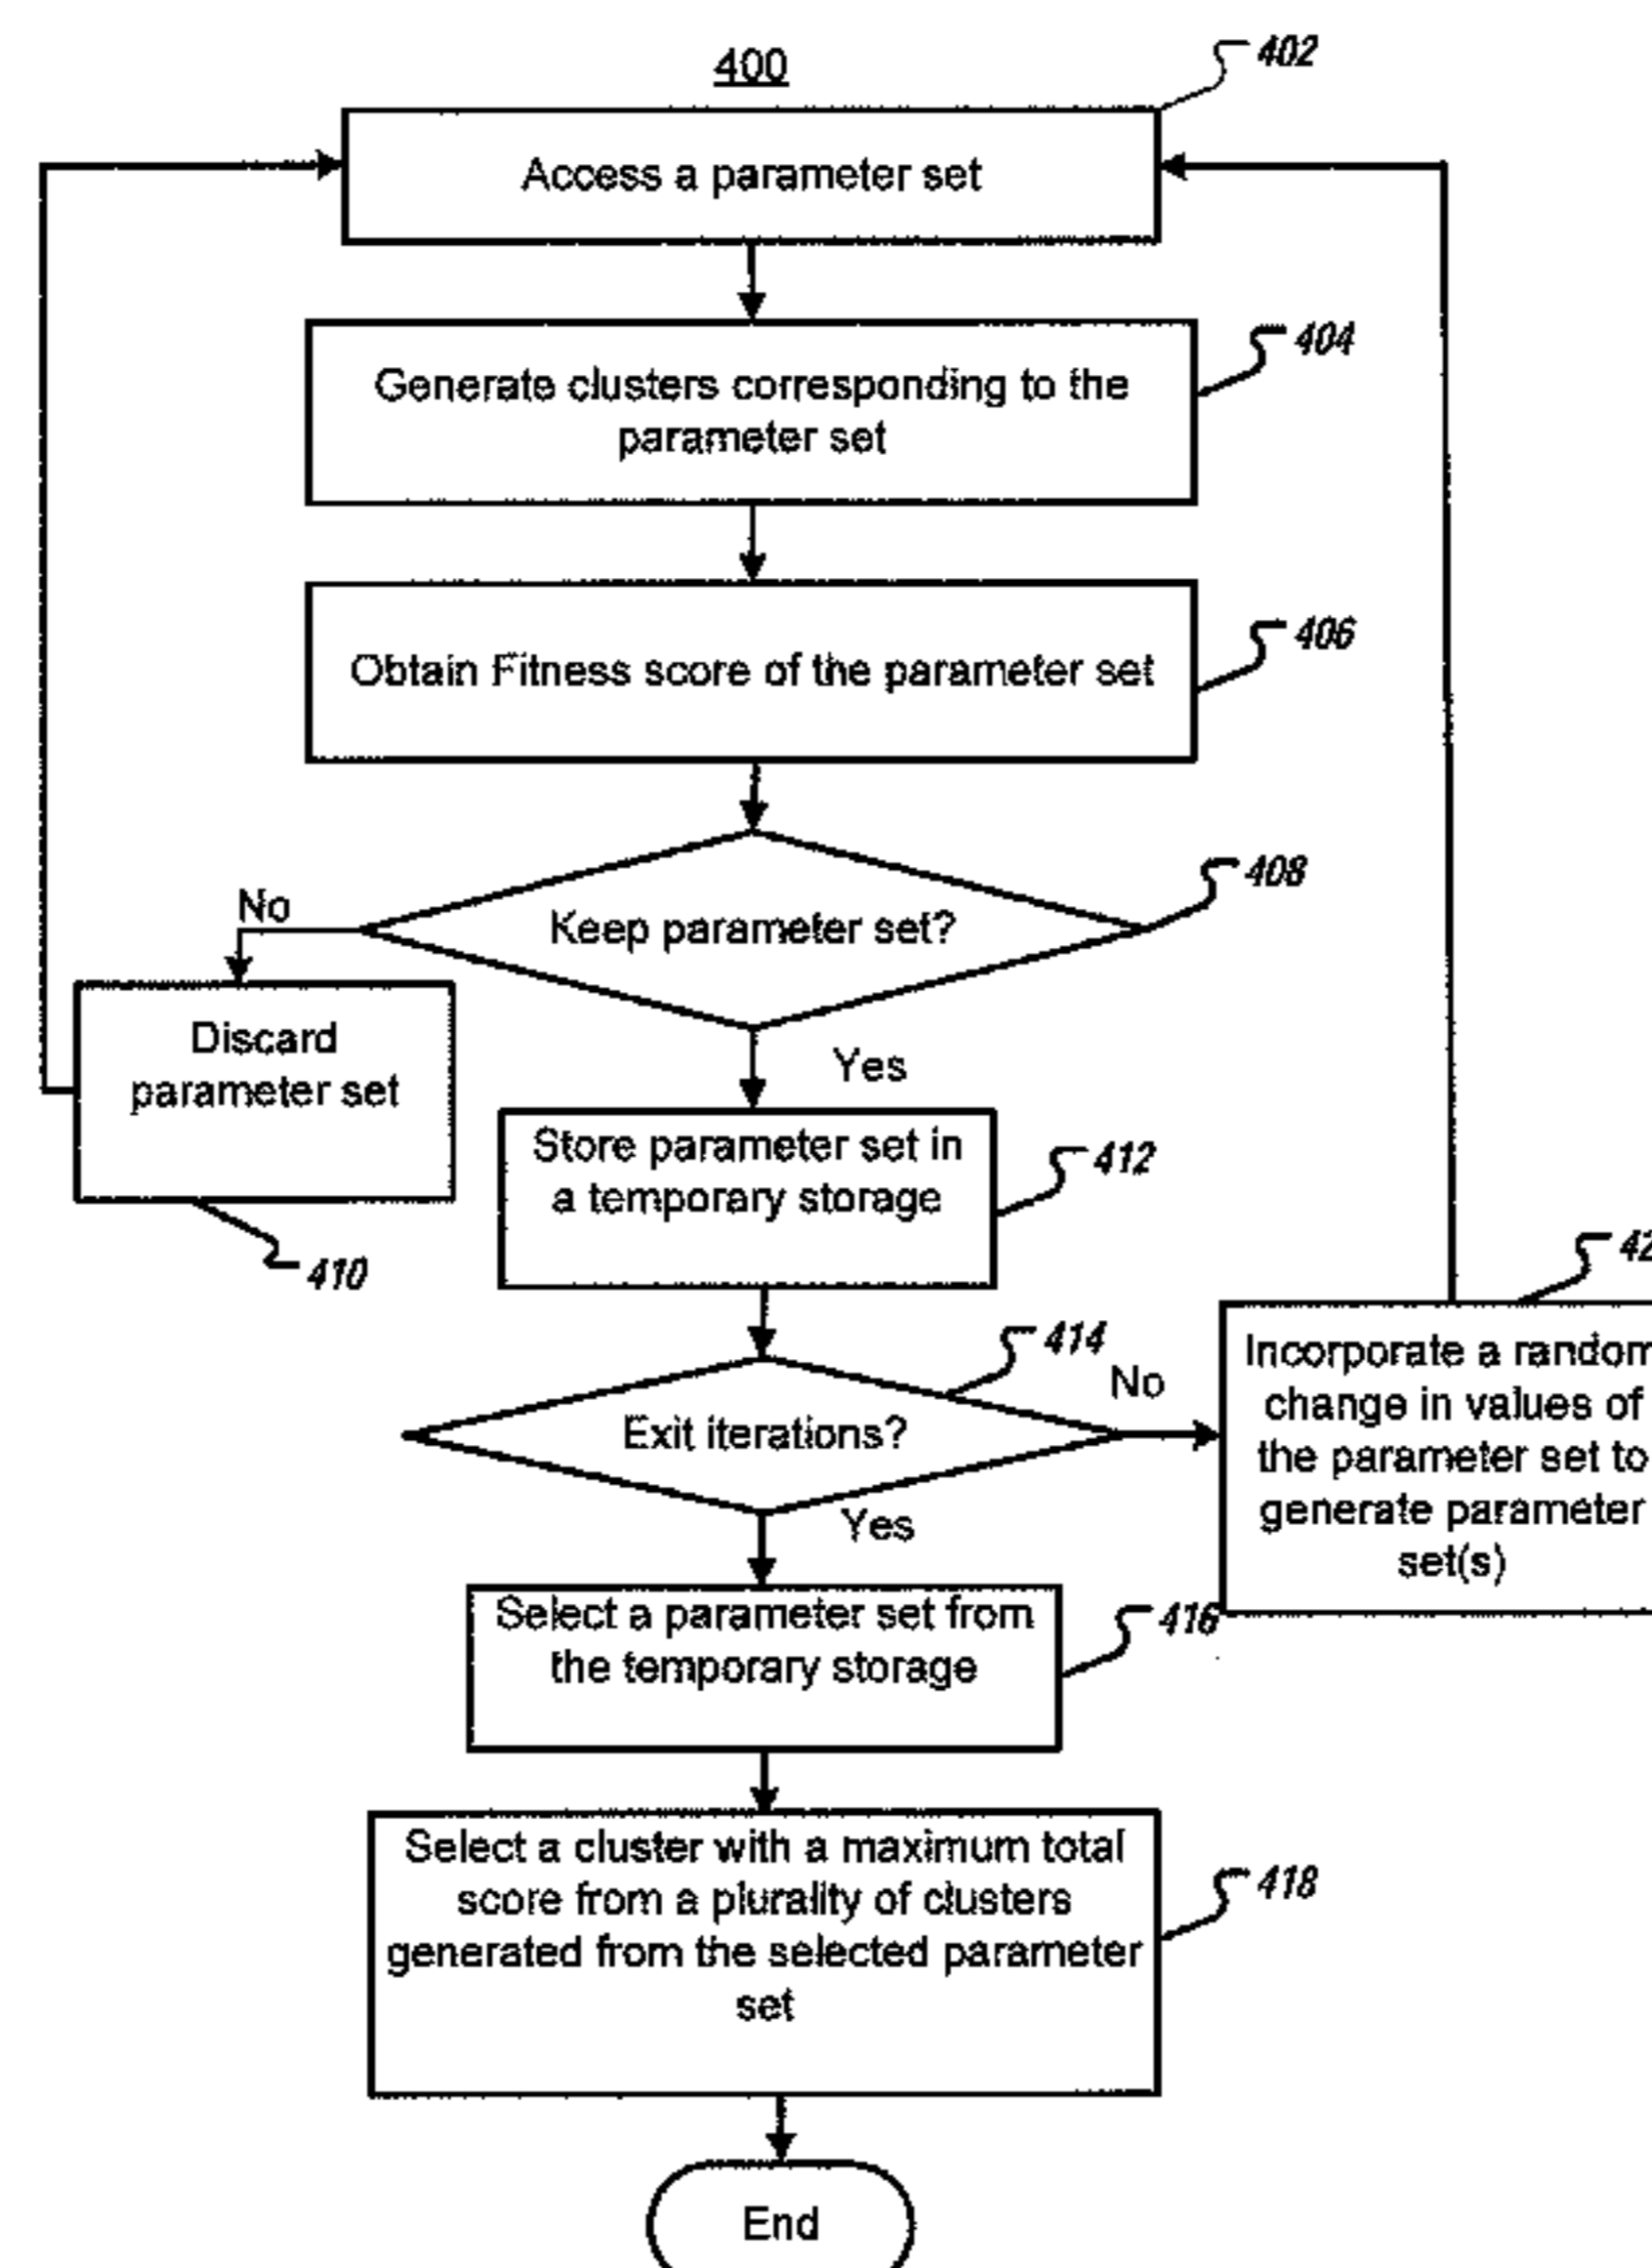 400
402
Access a parameter set
404
Generate clusters corresponding to the
parameter set
406
Obtain Fitness score of the parameter set
408
Keep parameter set?
No
Discard
parameter set
410
Yes
Store parameter set in
a temporary storage
412
414
Exit iterations?
No
Incorporate a random
change in values of
the parameter set to
generate parameter
set(s)
Yes
Select a parameter set from
the temporary storage
416
Select a cluster with a maximum total
score from a plurality of clusters
generated from the selected parameter
set
418
End